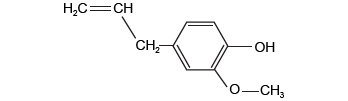 H₂C CH
CH₂ OH
O CH₃